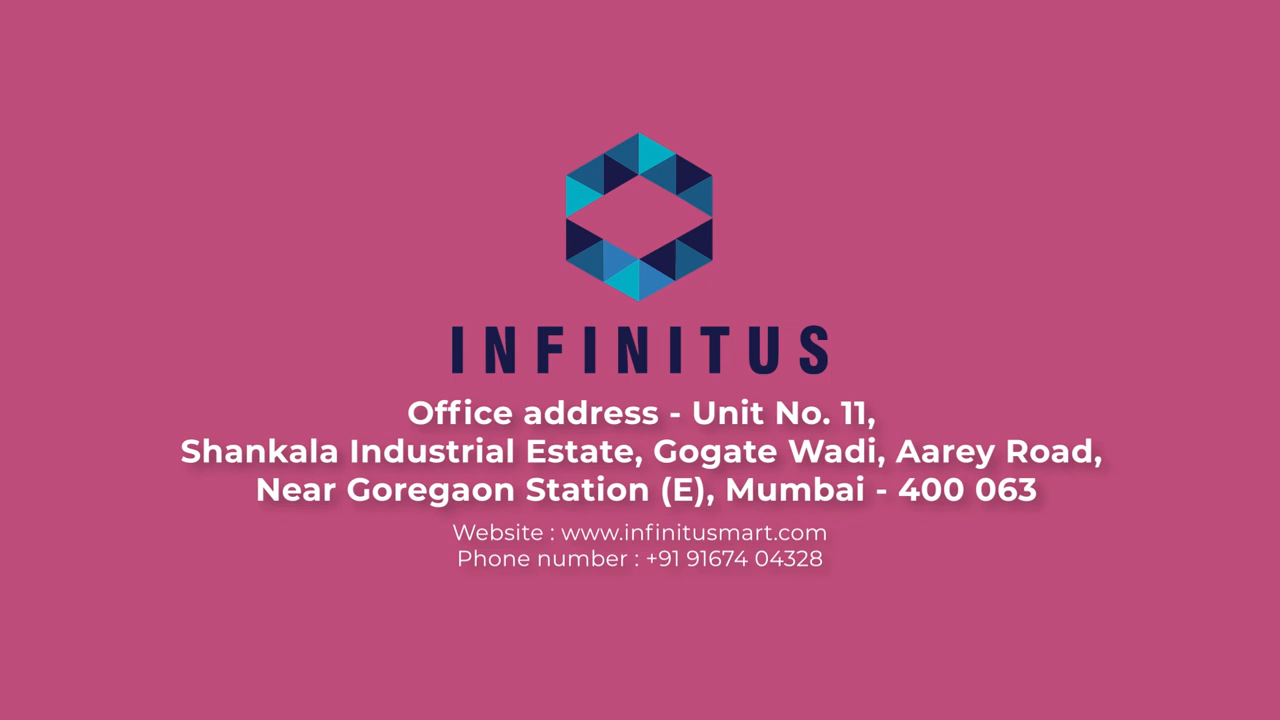 INFINITUS
Office address - Unit No. 11,
Shankala Industrial Estate, Gogate Wadi, Aarey Road,
Near Goregaon Station (E), Mumbai - 400 063
Website : www.infinitusmart.com
Phone number : +91 91674 04328